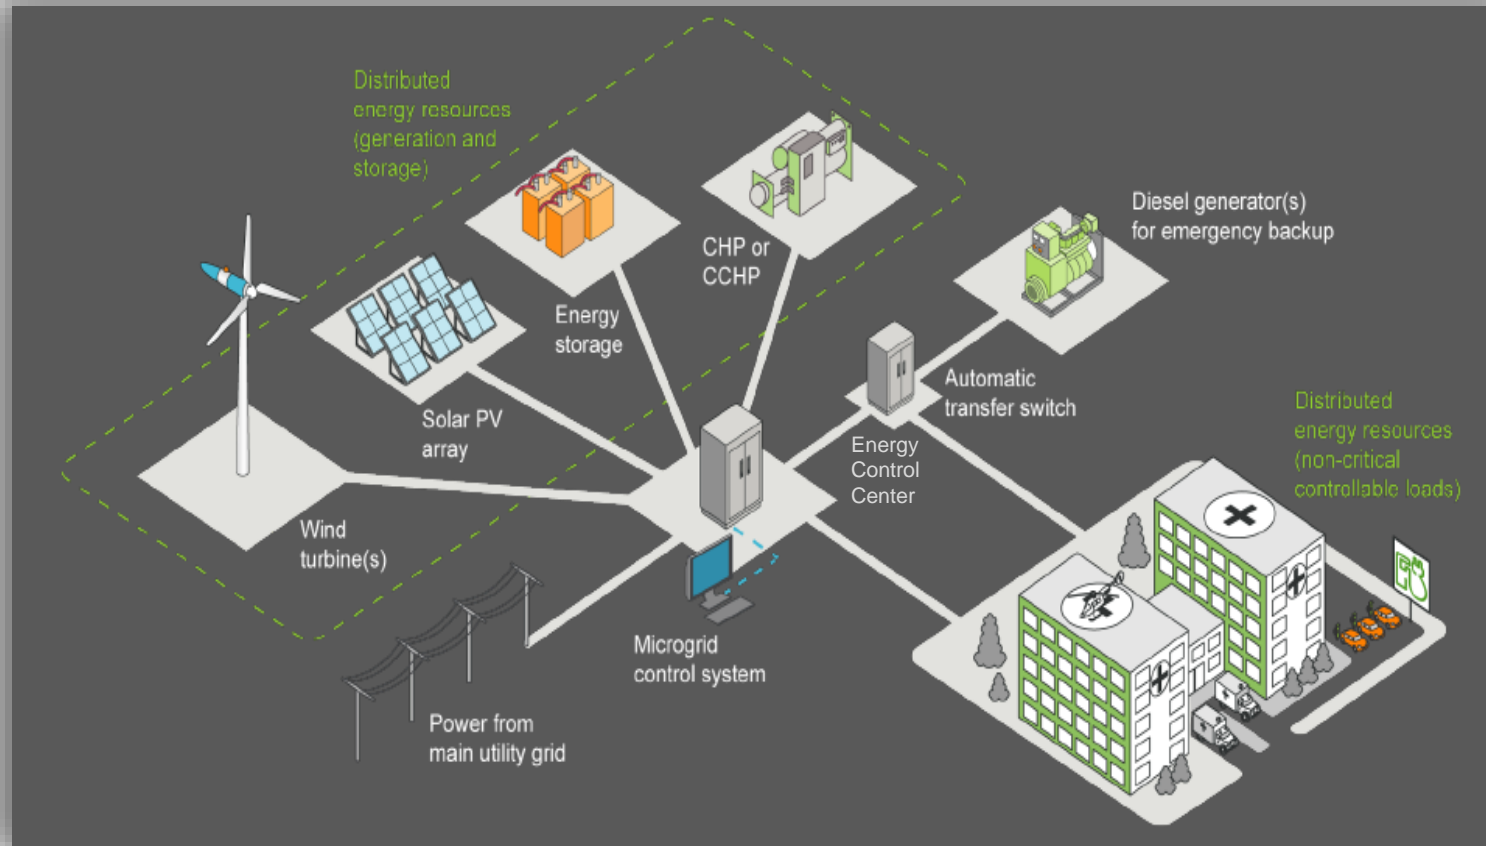 Distributed
energy resources
(generation and
storage)
Diesel generator(s)
for emergency backup
CHP or
CCHP
Energy
storage
Automatic
transfer switch
Solar PV
array
Energy
Control
Center
Distributed
energy resources
(non-critical
controllable loads)
Wind
turbine(s)
Microgrid
control system
Power from
main utility grid